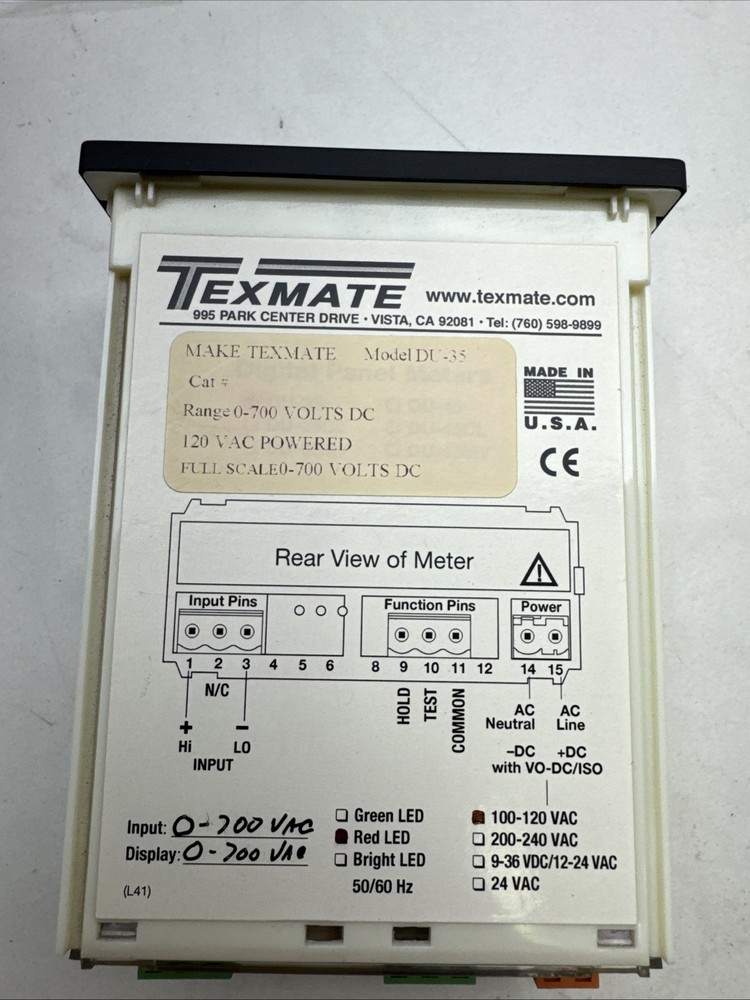 TEXMATE www.texmate.com
995 PARK CENTER DRIVE • VISTA, CA 92081 • Tel: (760) 598-9899
MAKE TEXMATE Model DU-35
Cat #
Range 0-700 VOLTS DC
120 VAC POWERED
FULL SCALE 0-700 VOLTS DC
MADE IN
U.S.A.
CE
Rear View of Meter
Input Pins Function Pins Power
1 2 3 4 5 6 8 9 10 11 12 14 15
N/C
HOLD
TEST
COMMON
AC Neutral
AC Line
+ –
Hi LO
INPUT
–DC +DC
with VO-DC/ISO
Input: 0-700 VAC
Display: 0-700 VAC
Green LED
Red LED
Bright LED
50/60 Hz
100-120 VAC
200-240 VAC
9-36 VDC/12-24 VAC
24 VAC
(L41)